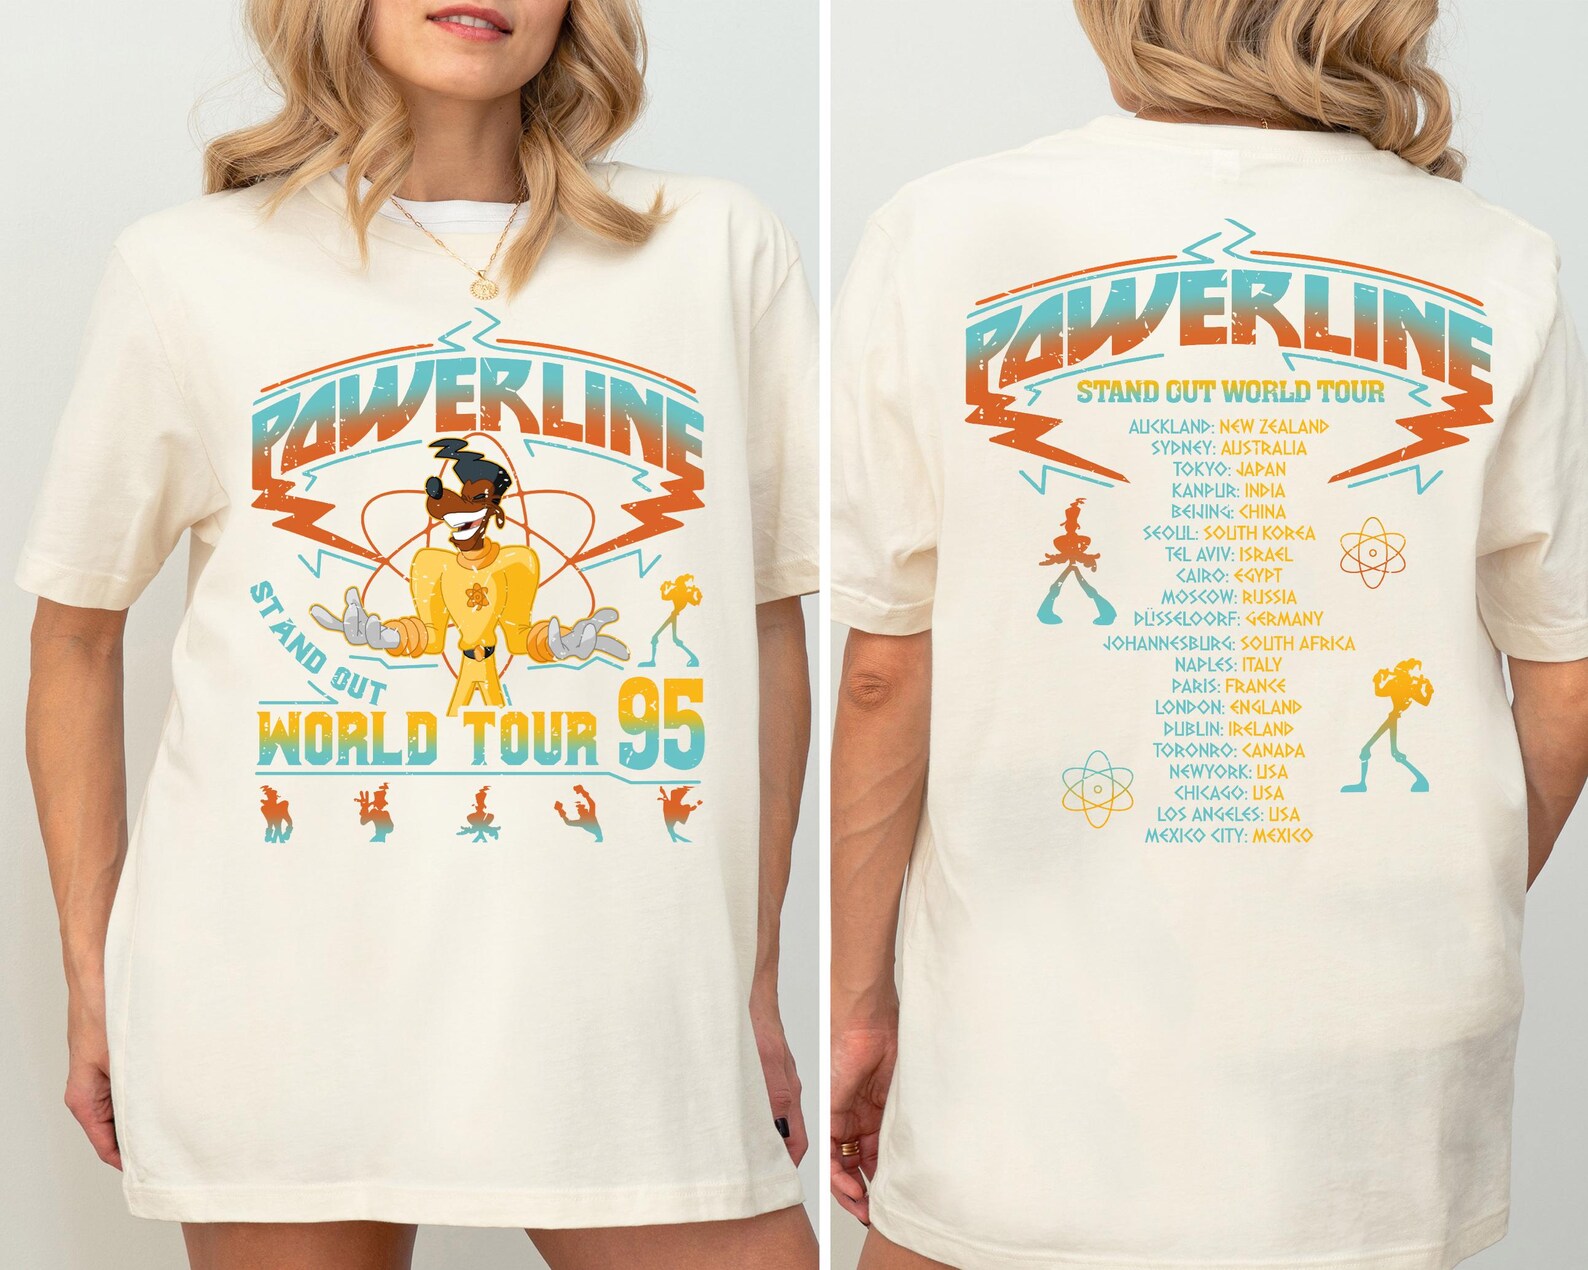 POWERLINE
STAND OUT
WORLD TOUR 95
POWERLINE
STAND OUT WORLD TOUR
AUCKLAND: NEW ZEALAND
SYDNEY: AUSTRALIA
TOKYO: JAPAN
KANPUR: INDIA
BEIJING: CHINA
SEOUL: SOUTH KOREA
TEL AVIV: ISRAEL
CAIRO: EGYPT
MOSCOW: RUSSIA
DÜSSELOORF: GERMANY
JOHANNESBURG: SOUTH AFRICA
NAPLES: ITALY
PARIS: FRANCE
LONDON: ENGLAND
DUBLIN: IRELAND
TORONRO: CANADA
NEWYORK: USA
CHICAGO: USA
LOS ANGELES: USA
MEXICO CITY: MEXICO